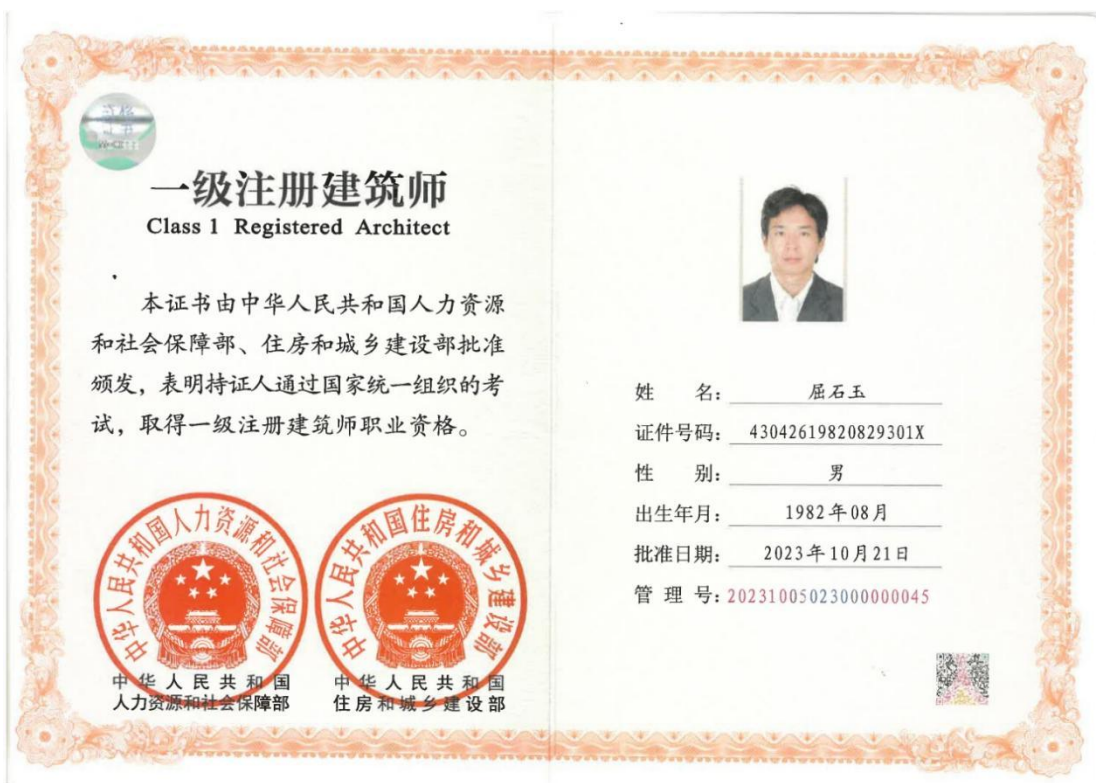 一级注册建筑师
Class 1 Registered Architect
本证书由中华人民共和国人力资源
和社会保障部、住房和城乡建设部批准
颁发，表明持证人通过国家统一组织的考
试，取得一级注册建筑师职业资格。
中华人民共和国人力资源和社会保障部
中华人民共和国住房和城乡建设部
中华人民共和国
人力资源和社会保障部
中华人民共和国
住房和城乡建设部
姓 名：屈石玉
证件号码：43042619820829301X
性 别：男
出生年月：1982年08月
批准日期：2023年10月21日
管 理 号：20231005023000000045